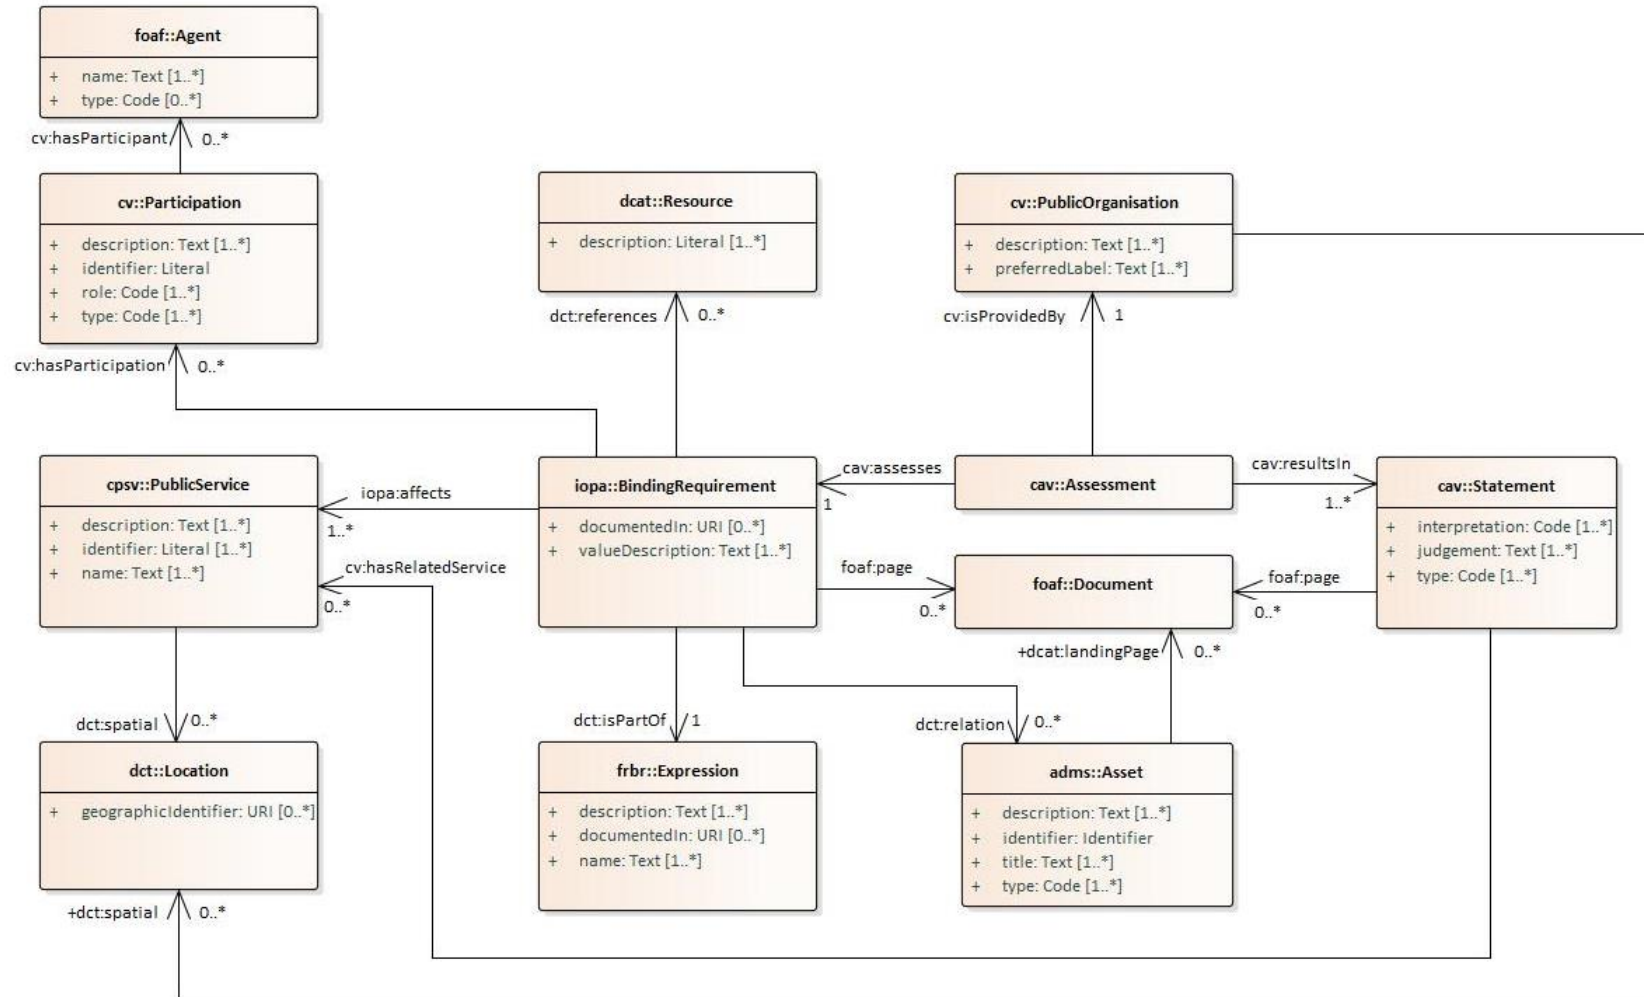 foaf::Agent
+ name: Text [1..*]
+ type: Code [0..*]
cv:hasParticipant 0..*
cv::Participation
+ description: Text [1..*]
+ identifier: Literal
+ role: Code [1..*]
+ type: Code [1..*]
cv:hasParticipation 0..*
dcat::Resource
+ description: Literal [1..*]
dct:references 0..*
cv::PublicOrganisation
+ description: Text [1..*]
+ preferredLabel: Text [1..*]
cv:isProvidedBy 1
cpsv::PublicService
+ description: Text [1..*]
+ identifier: Literal [1..*]
+ name: Text [1..*]
iopa:affects
1..*
cv:hasRelatedService
0..*
iopa::BindingRequirement
+ documentedIn: URI [0..*]
+ valueDescription: Text [1..*]
cav:assesses
1
cav::Assessment
cav:resultsIn
1..*
cav::Statement
+ interpretation: Code [1..*]
+ judgement: Text [1..*]
+ type: Code [1..*]
foaf:page
0..*
foaf::Document
foaf:page
0..*
+dcat:landingPage 0..*
dct:spatial 0..*
dct:isPartOf 1
dct:relation 0..*
dct::Location
+ geographicIdentifier: URI [0..*]
+dct:spatial 0..*
frbr::Expression
+ description: Text [1..*]
+ documentedIn: URI [0..*]
+ name: Text [1..*]
adms::Asset
+ description: Text [1..*]
+ identifier: Identifier
+ title: Text [1..*]
+ type: Code [1..*]